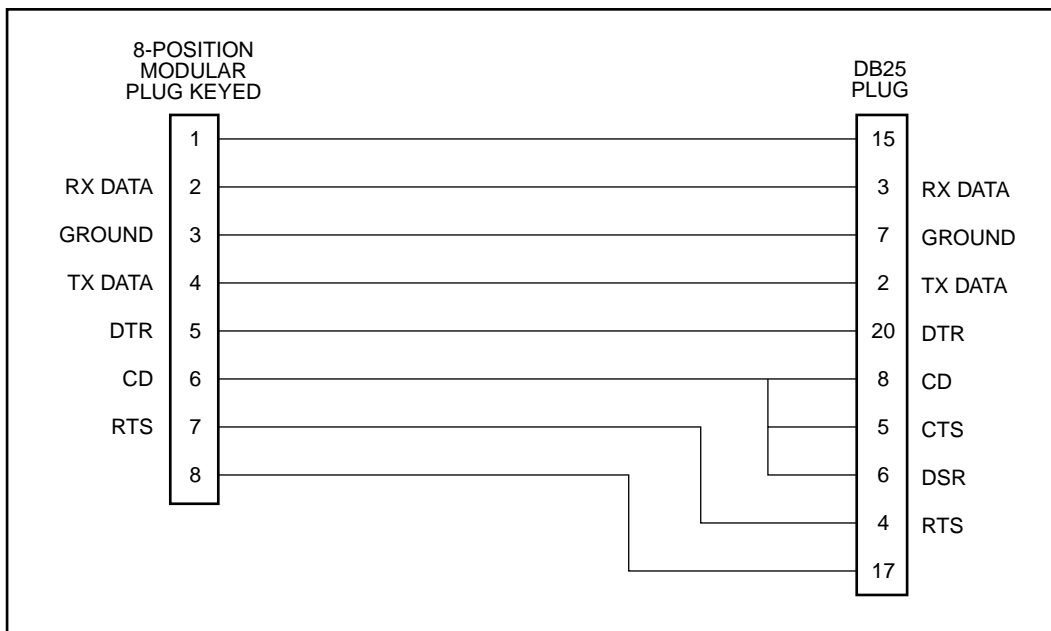 8-POSITION
MODULAR
PLUG KEYED
DB25
PLUG
1 15
RX DATA 2 3 RX DATA
GROUND 3 7 GROUND
TX DATA 4 2 TX DATA
DTR 5 20 DTR
CD 6 8 CD
RTS 7 5 CTS
8 6 DSR
4 RTS
17